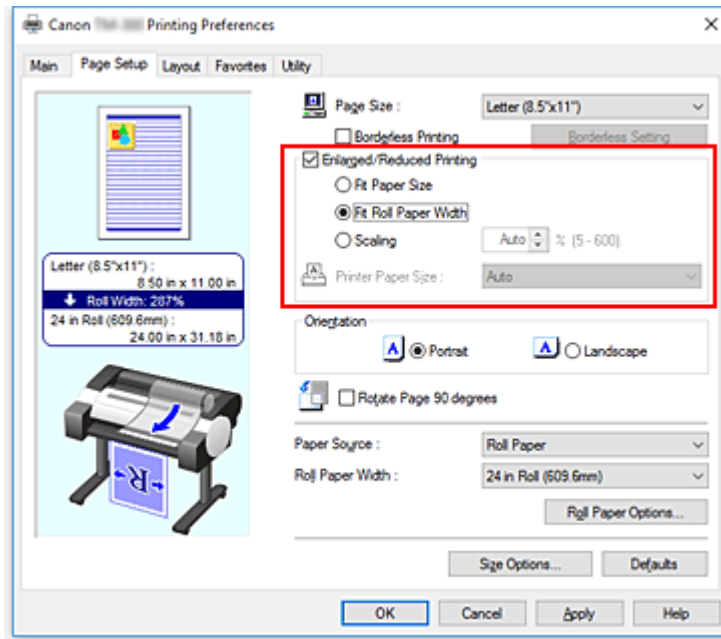 Canon Printing Preferences
Main Page Setup Layout Favorites Utility
Page Size : Letter (8.5"x11")
Borderless Printing Borderless Setting
Enlarged/Reduced Printing
Fit Paper Size
Fit Roll Paper Width
Scaling Auto % (5 - 600)
Printer Paper Size : Auto
Letter (8.5"x11") :
8.50 in x 11.00 in
Roll Width: 287%
24 in Roll (609.6mm) :
24.00 in x 31.18 in
Orientation
A Portrait A Landscape
Rotate Page 90 degrees
Paper Source : Roll Paper
Roll Paper Width : 24 in Roll (609.6mm)
Roll Paper Options...
Size Options... Defaults
OK Cancel Apply Help
R